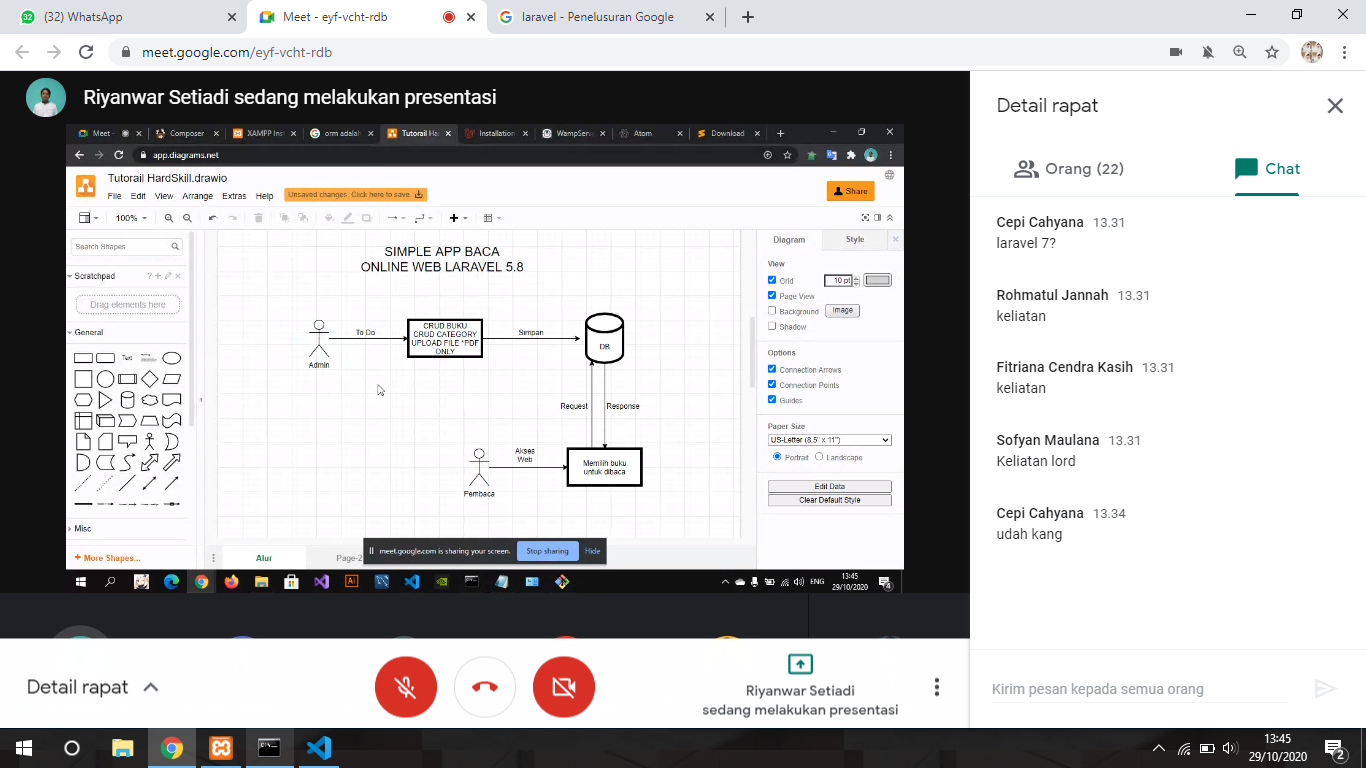 (32) WhatsApp
Meet - eyf-vcht-rdb
laravel - Penelusuran Google
meet.google.com/eyf-vcht-rdb
Riyanwar Setiadi sedang melakukan presentasi
Meet -
Composer
XAMPP Inst
orm adalah
Tutorail Har
Installation
WampServ
Atom
Download
app.diagrams.net
Tutorail HardSkill.drawio
File Edit View Arrange Extras Help
Unsaved changes. Click here to save.
Share
100%
Search Shapes
Scratchpad
Drag elements here
General
Text
Misc
+ More Shapes...
SIMPLE APP BACA
ONLINE WEB LARAVEL 5.8
Admin
To Do
CRUD BUKU
CRUD CATEGORY
UPLOAD FILE *PDF
ONLY
Simpan
DB
Request
Response
Pembaca
Akses
Web
Memilih buku
untuk dibaca
Diagram
Style
View
Grid
10 pt
Page View
Background
Image
Shadow
Options
Connection Arrows
Connection Points
Guides
Paper Size
US-Letter (8,5" x 11")
Portrait
Landscape
Edit Data
Clear Default Style
Alur
Page-2
meet.google.com is sharing your screen.
Stop sharing
Hide
ENG
13:45
29/10/2020
4
Detail rapat
Riyanwar Setiadi
sedang melakukan presentasi
Detail rapat
Orang (22)
Chat
Cepi Cahyana 13.31
laravel 7?
Rohmatul Jannah 13.31
keliatan
Fitriana Cendra Kasih 13.31
keliatan
Sofyan Maulana 13.31
Keliatan lord
Cepi Cahyana 13.34
udah kang
Kirim pesan kepada semua orang
13:45
29/10/2020
2